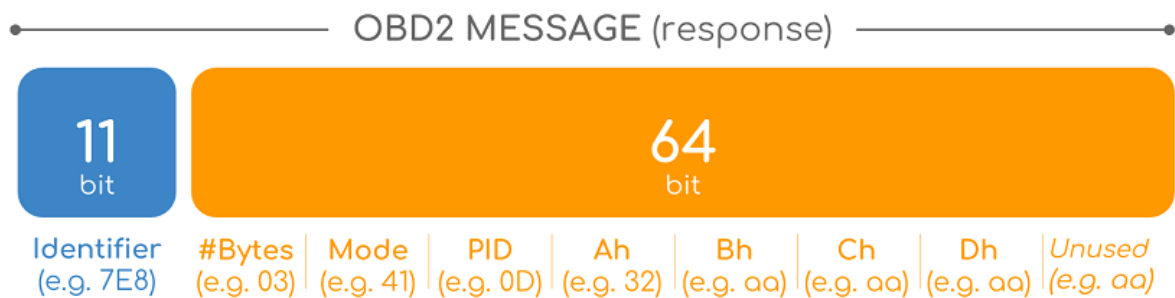 OBD2 MESSAGE (response)
11
bit
64
bit
Identifier
(e.g. 7E8)
#Bytes
(e.g. 03)
Mode
(e.g. 41)
PID
(e.g. 0D)
Ah
(e.g. 32)
Bh
(e.g. aa)
Ch
(e.g. aa)
Dh
(e.g. aa)
Unused
(e.g. aa)